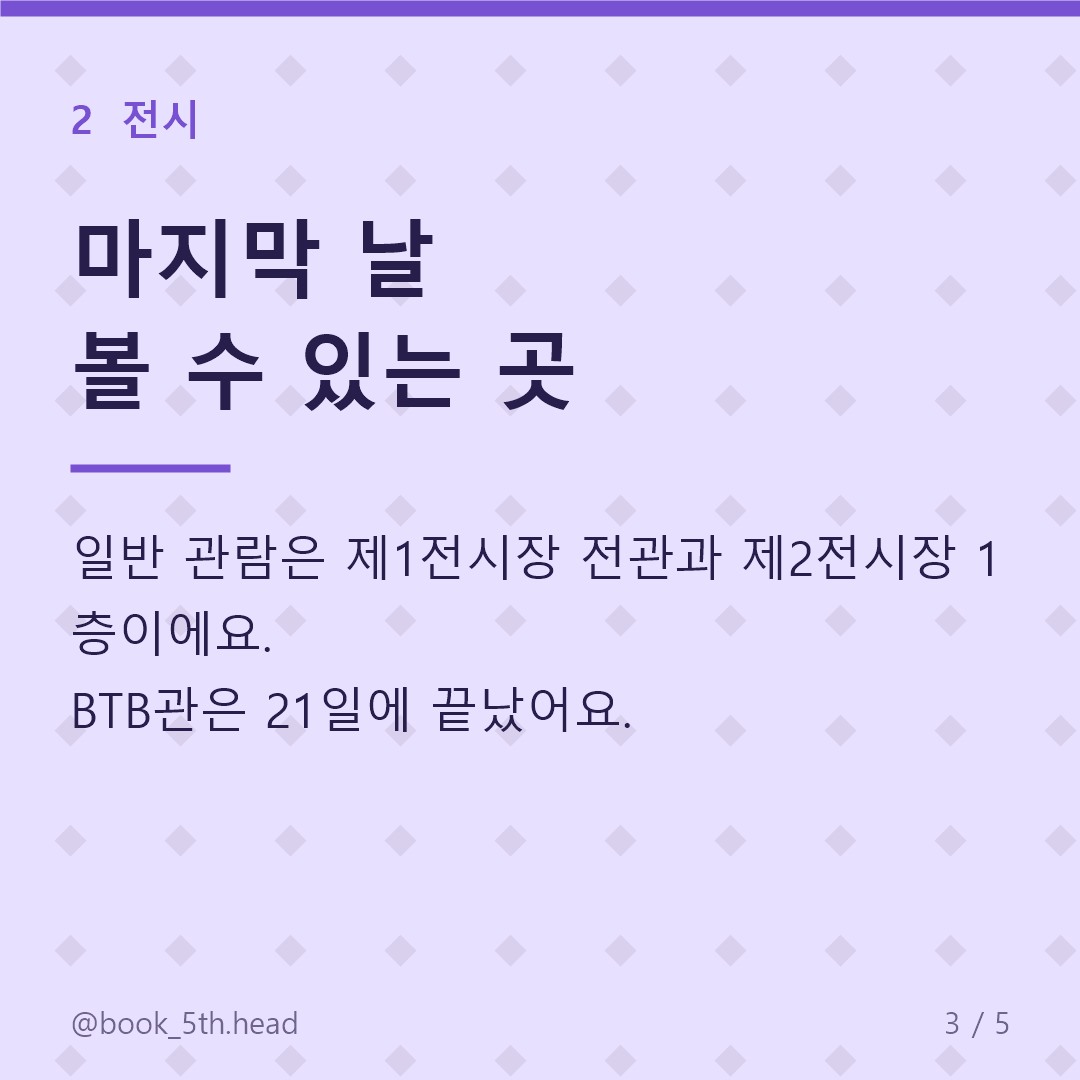 2 전시
마지막 날
볼 수 있는 곳
일반 관람은 제1전시장 전관과 제2전시장 1
층이에요.
BTB관은 21일에 끝났어요.
@book_5th.head
3 / 5